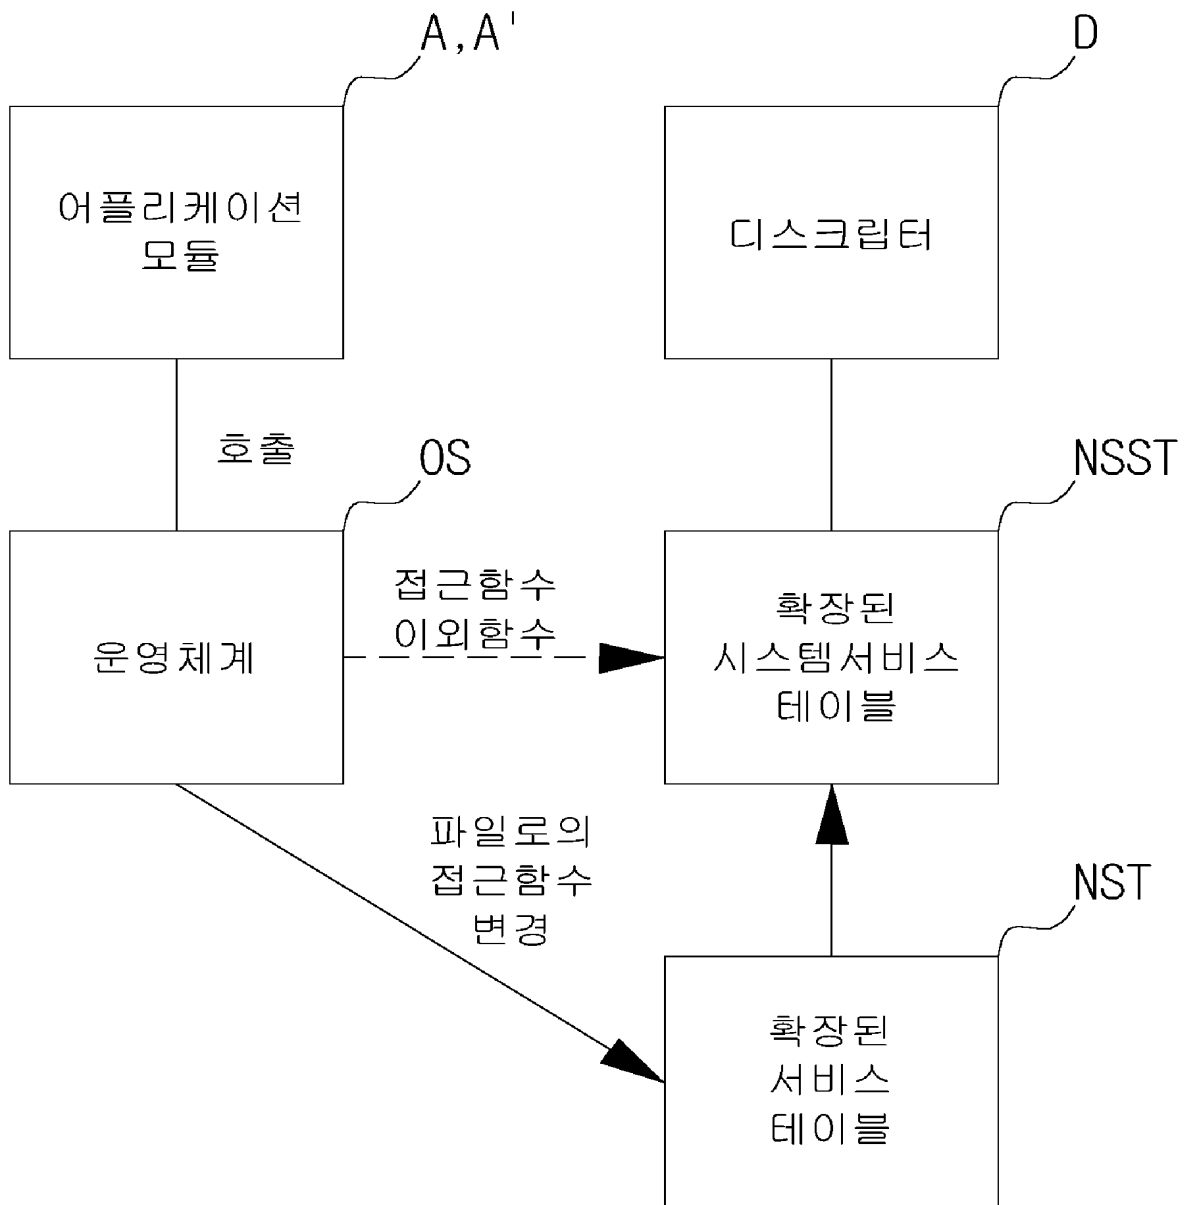 A,A'
D
어플리케이션
모듈
디스크립터
호출
OS
NSST
운영체계
접근함수
이외함수
확장된
시스템서비스
테이블
파일로의
접근함수
변경
NST
확장된
서비스
테이블